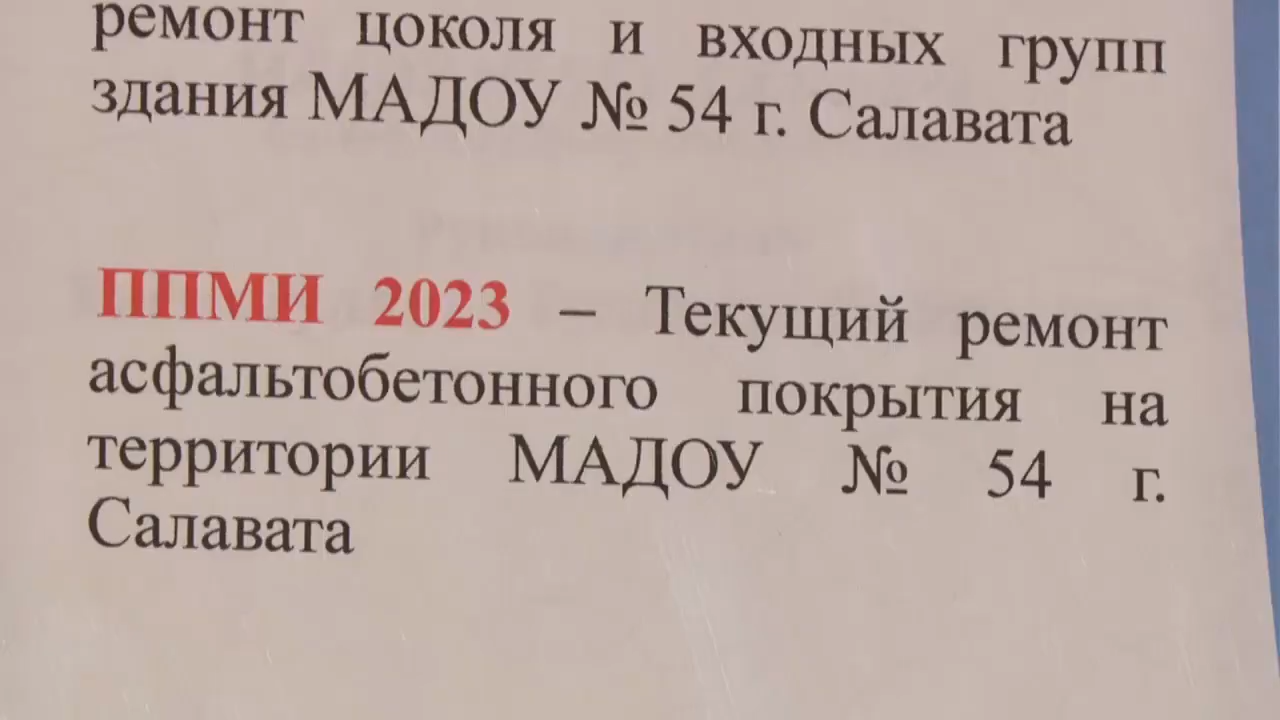 ремонт цоколя и входных групп
здания МАДОУ № 54 г. Салавата
ППМИ 2023 – Текущий ремонт
асфальтобетонного покрытия на
территории МАДОУ № 54 г.
Салавата